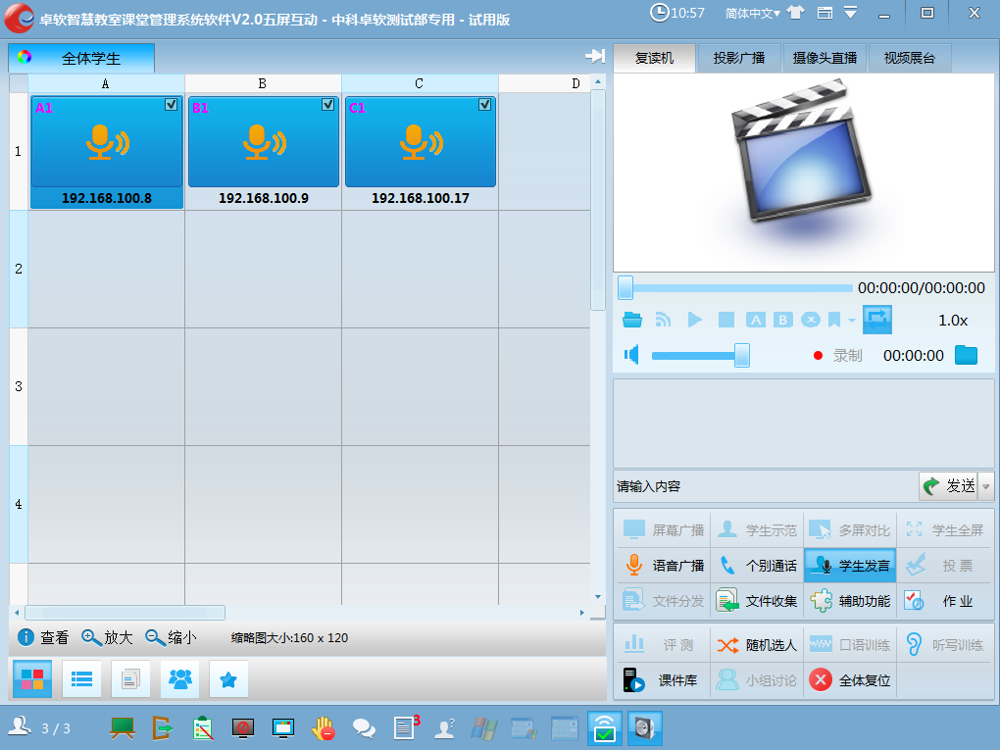 卓软智慧教室课堂管理系统软件V2.0五屏互动 - 中科卓软测试部专用 - 试用版
10:57
简体中文
全体学生
复读机
投影广播
摄像头直播
视频展台
A
B
C
D
1
A1
B1
C1
192.168.100.8
192.168.100.9
192.168.100.17
2
3
4
00:00:00/00:00:00
A
B
1.0x
录制
00:00:00
请输入内容
发送
屏幕广播
学生示范
多屏对比
学生全屏
语音广播
个别通话
学生发言
投 票
文件分发
文件收集
辅助功能
作 业
评 测
随机选人
口语训练
听写训练
课件库
小组讨论
全体复位
查看
放大
缩小
缩略图大小:160 x 120
3 / 3
3